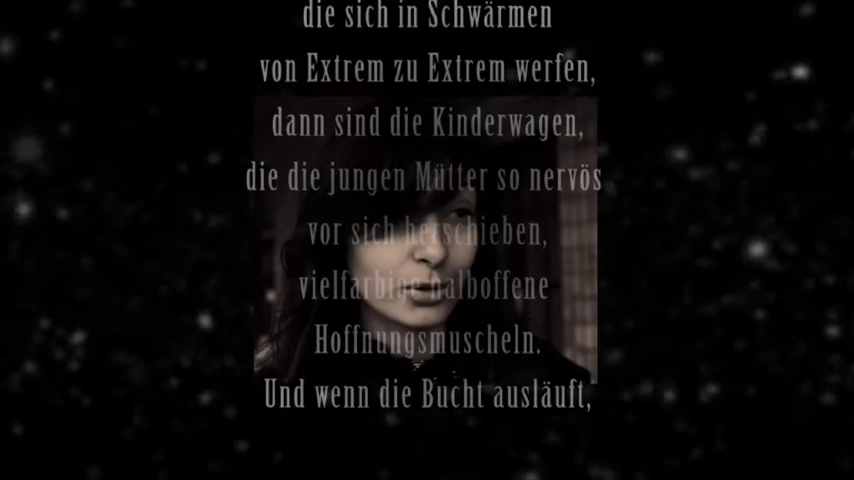 die sich in Schwärmen
von Extrem zu Extrem werfen,
dann sind die Kinderwagen,
die die jungen Mütter so nervös
vor sich herschieben,
vielfarbige halboffene
Hoffnungsmuscheln.
Und wenn die Bucht ausläuft,